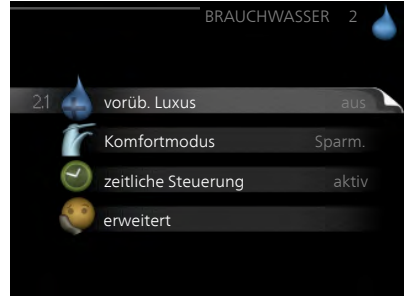 BRAUCHWASSER 2
2.1 vorüb. Luxus aus
Komfortmodus Sparm.
zeitliche Steuerung aktiv
erweitert